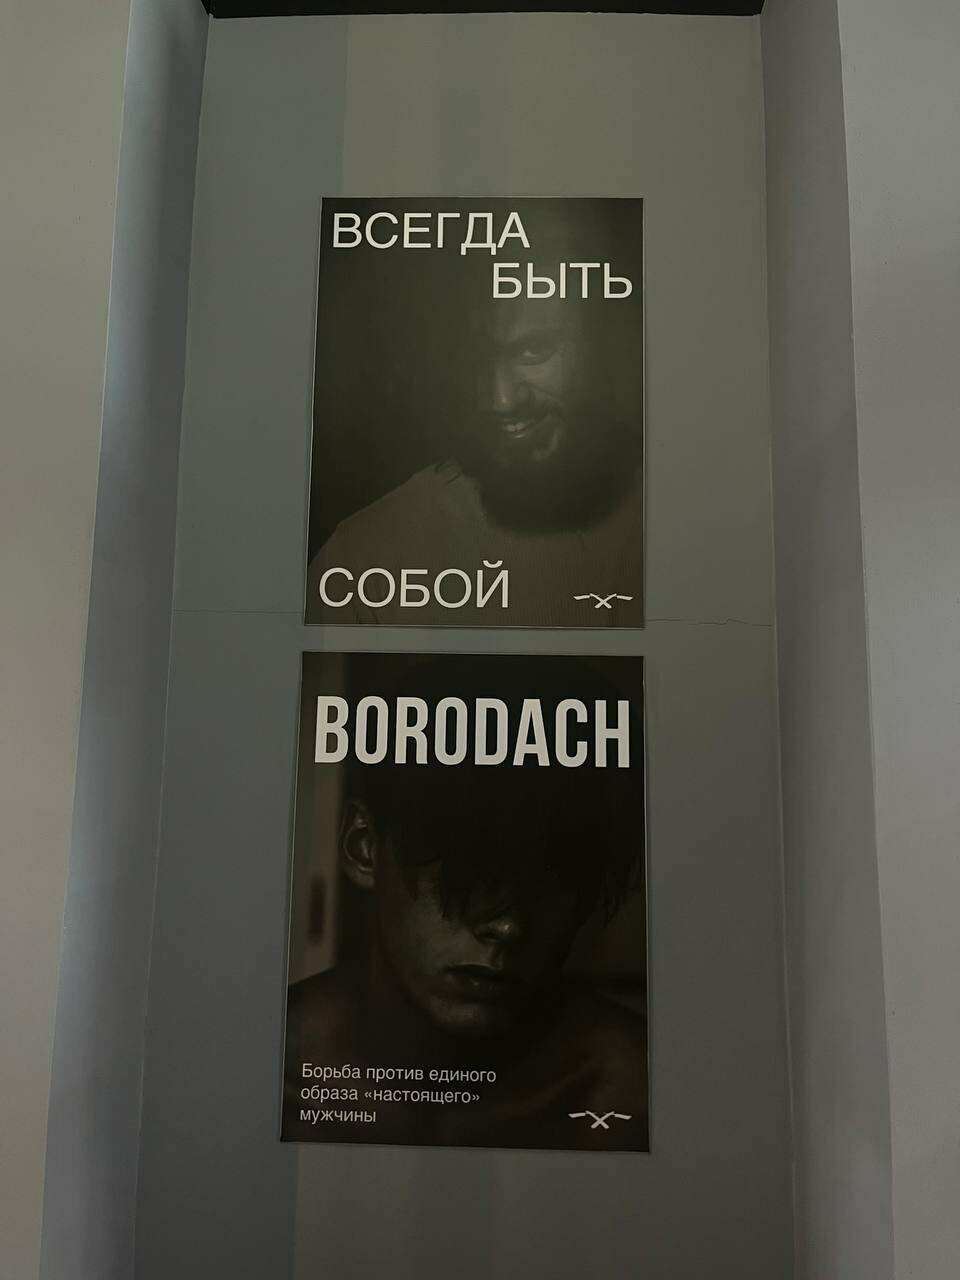 ВСЕГДА
БЫТЬ
СОБОЙ
BORODACH
Борьба против единого
образа «настоящего»
мужчины